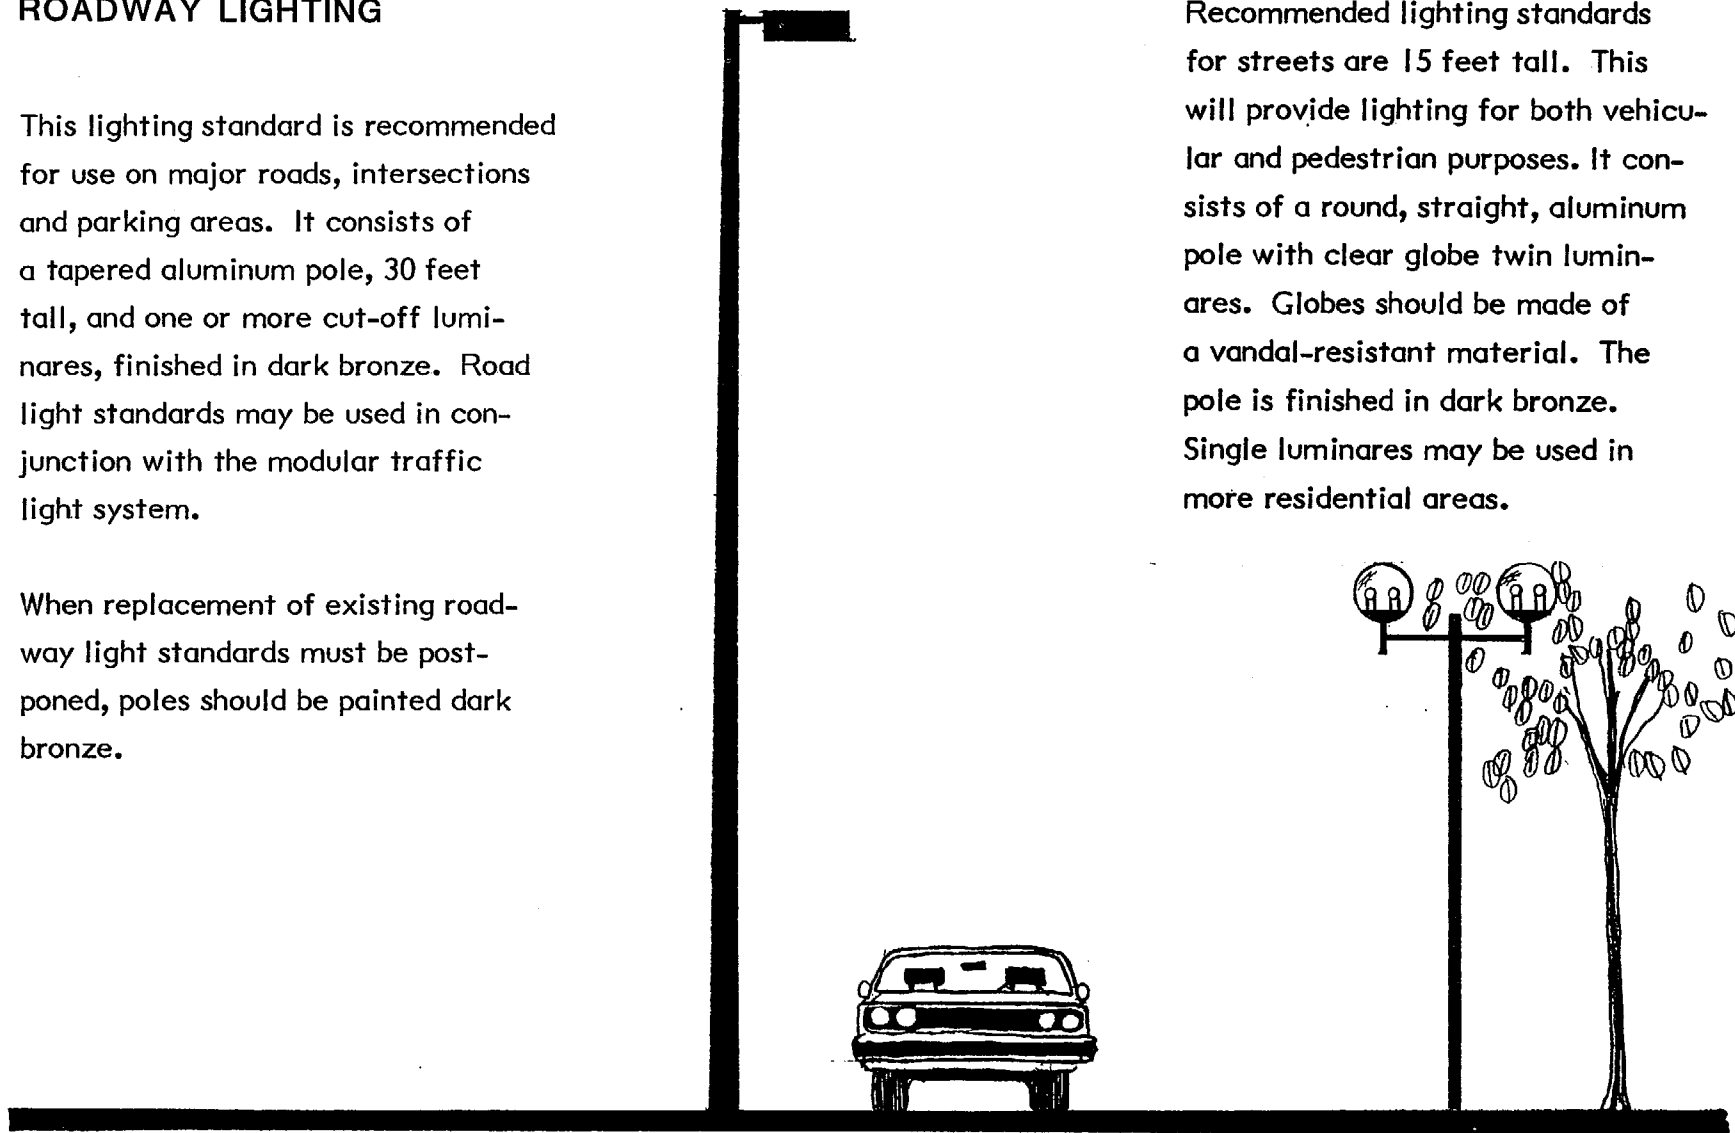 ROADWAY LIGHTING
This lighting standard is recommended
for use on major roads, intersections
and parking areas. It consists of
a tapered aluminum pole, 30 feet
tall, and one or more cut-off lumi-
nares, finished in dark bronze. Road
light standards may be used in con-
junction with the modular traffic
light system.
When replacement of existing road-
way light standards must be post-
poned, poles should be painted dark
bronze.
Recommended lighting standards
for streets are 15 feet tall. This
will provide lighting for both vehicu-
lar and pedestrian purposes. It con-
sists of a round, straight, aluminum
pole with clear globe twin lumin-
ares. Globes should be made of
a vandal-resistant material. The
pole is finished in dark bronze.
Single luminares may be used in
more residential areas.